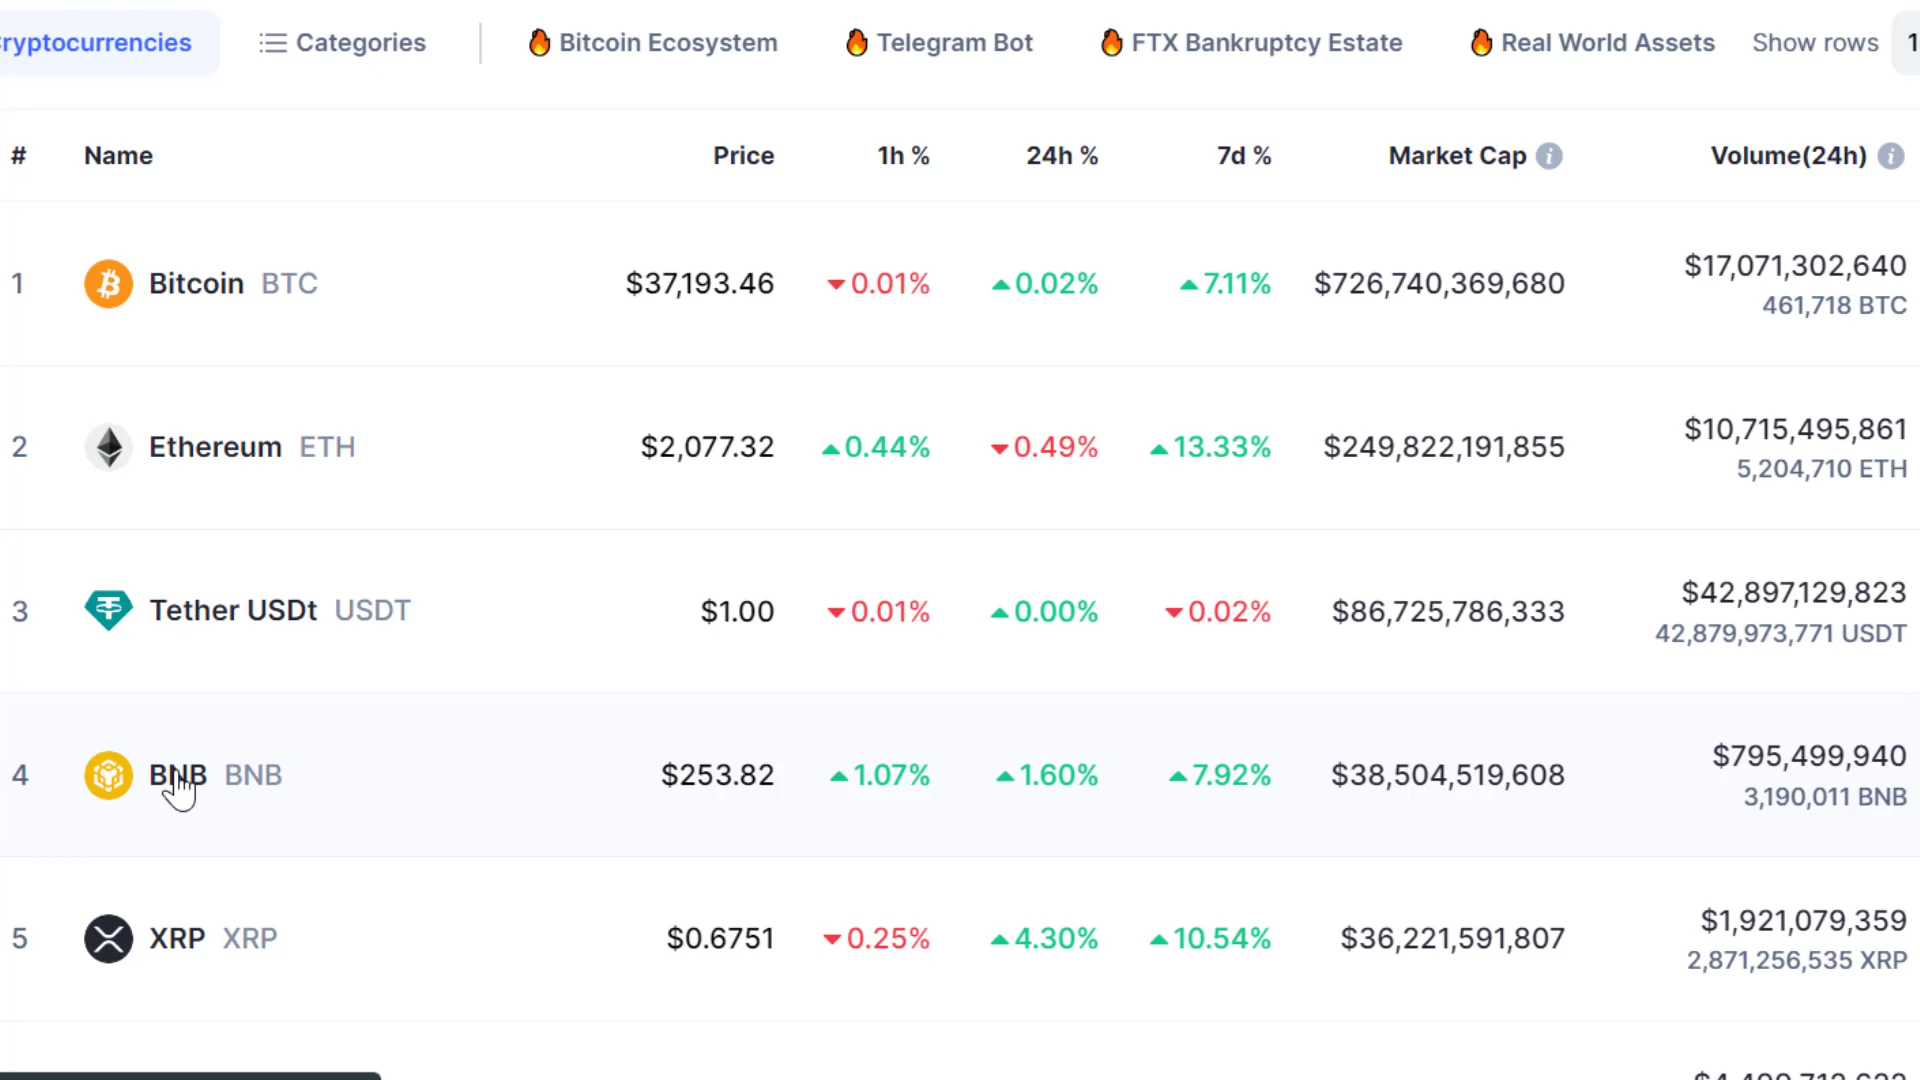 ryptocurrencies Categories Bitcoin Ecosystem Telegram Bot FTX Bankruptcy Estate Real World Assets Show rows 1
# Name Price 1h % 24h % 7d % Market Cap Volume(24h)
1 Bitcoin BTC $37,193.46 0.01% 0.02% 7.11% $726,740,369,680 $17,071,302,640
461,718 BTC
2 Ethereum ETH $2,077.32 0.44% 0.49% 13.33% $249,822,191,855 $10,715,495,861
5,204,710 ETH
3 Tether USDt USDT $1.00 0.01% 0.00% 0.02% $86,725,786,333 $42,897,129,823
42,879,973,771 USDT
4 BNB BNB $253.82 1.07% 1.60% 7.92% $38,504,519,608 $795,499,940
3,190,011 BNB
5 XRP XRP $0.6751 0.25% 4.30% 10.54% $36,221,591,807 $1,921,079,359
2,871,256,535 XRP